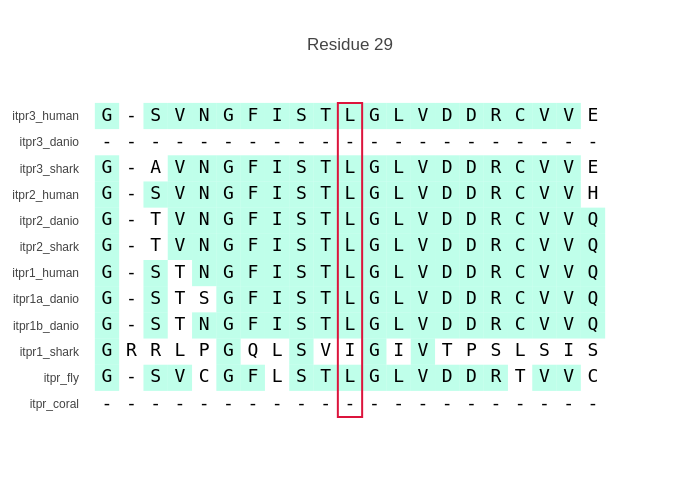 Residue 29
itpr3_human G - S V N G F I S T L G L V D D R C V V E
itpr3_danio - - - - - - - - - - - - - - - - - - - - -
itpr3_shark G - A V N G F I S T L G L V D D R C V V E
itpr2_human G - S V N G F I S T L G L V D D R C V V H
itpr2_danio G - T V N G F I S T L G L V D D R C V V Q
itpr2_shark G - T V N G F I S T L G L V D D R C V V Q
itpr1_human G - S T N G F I S T L G L V D D R C V V Q
itpr1a_danio G - S T S G F I S T L G L V D D R C V V Q
itpr1b_danio G - S T N G F I S T L G L V D D R C V V Q
itpr1_shark G R R L P G Q L S V I G I V T P S L S I S
itpr_fly G - S V C G F L S T L G L V D D R T V V C
itpr_coral - - - - - - - - - - - - - - - - - - - - -